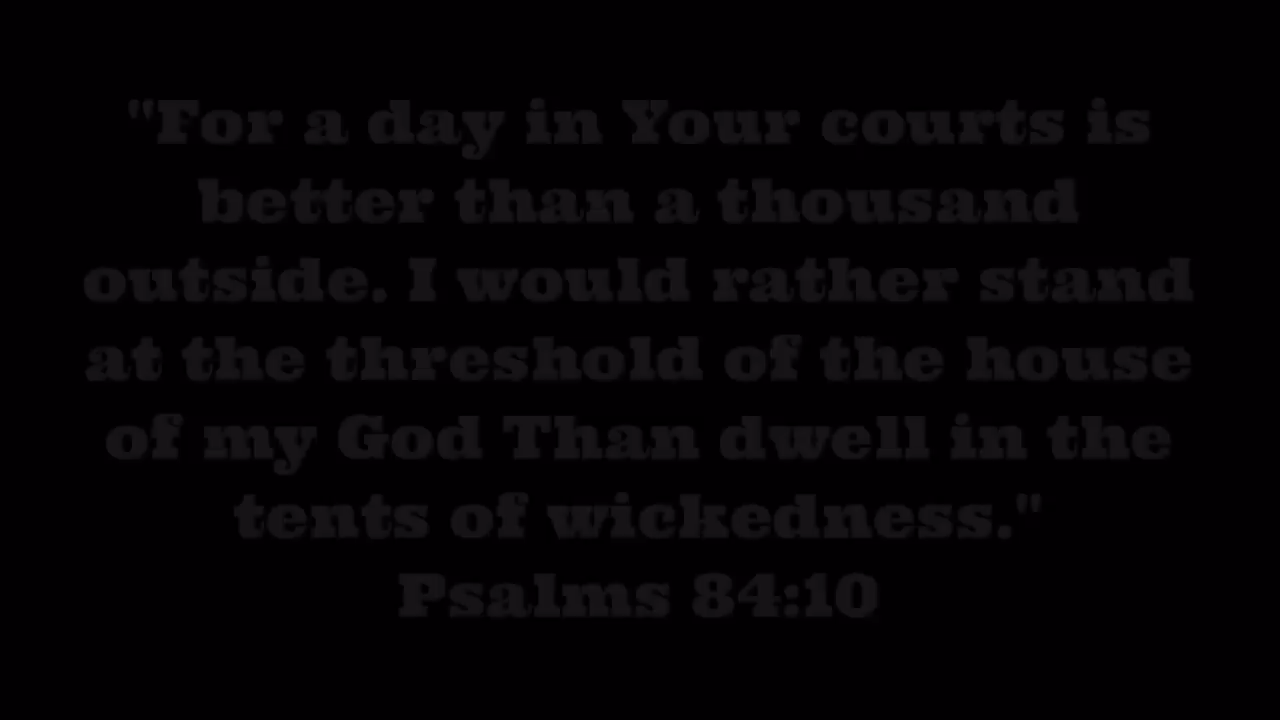 "For a day in Your courts is
better than a thousand
outside. I would rather stand
at the threshold of the house
of my God Than dwell in the
tents of wickedness."
Psalms 84:10